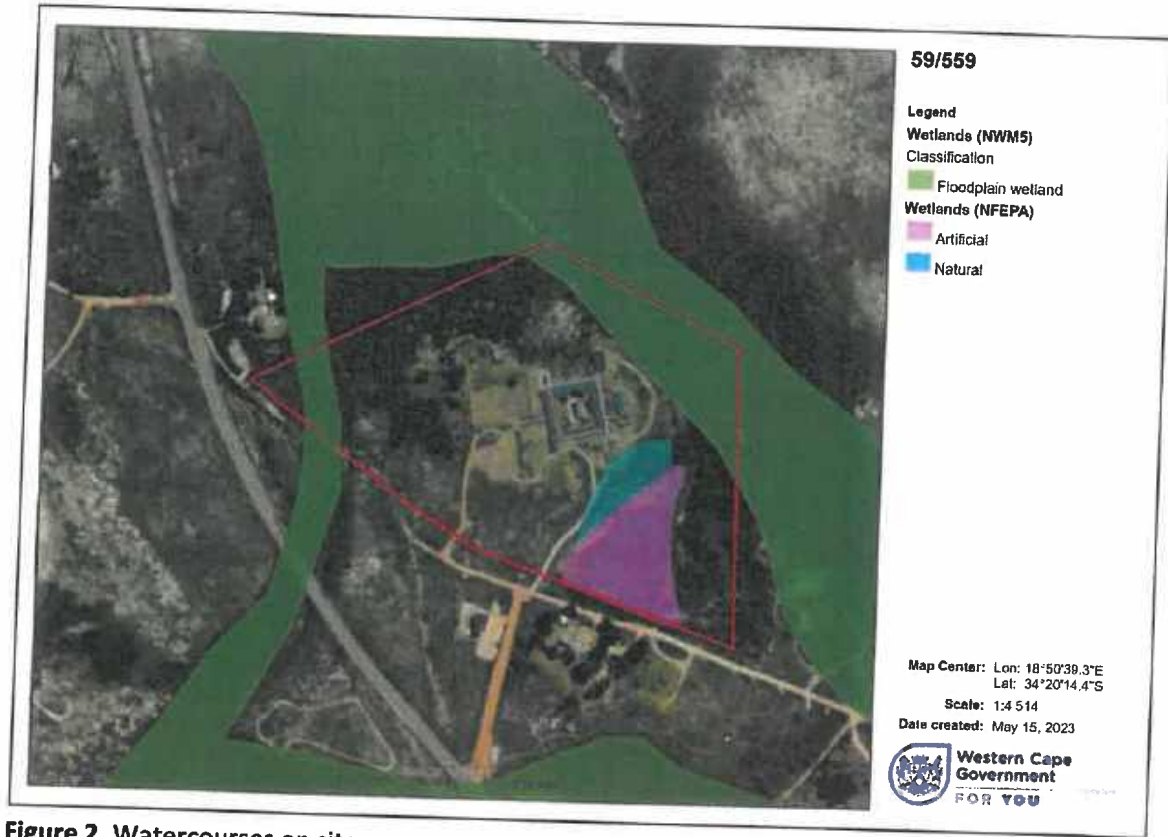 59/559
Legend
Wetlands (NWM5)
Classification
Floodplain wetland
Wetlands (NFEPA)
Artificial
Natural
Map Center: Lon: 18°50'39.3"E
Lat: 34°20'14.4"S
Scale: 1:4 514
Date created: May 15, 2023
Western Cape
Government
FOR YOU
Figure 2. Watercourses on site